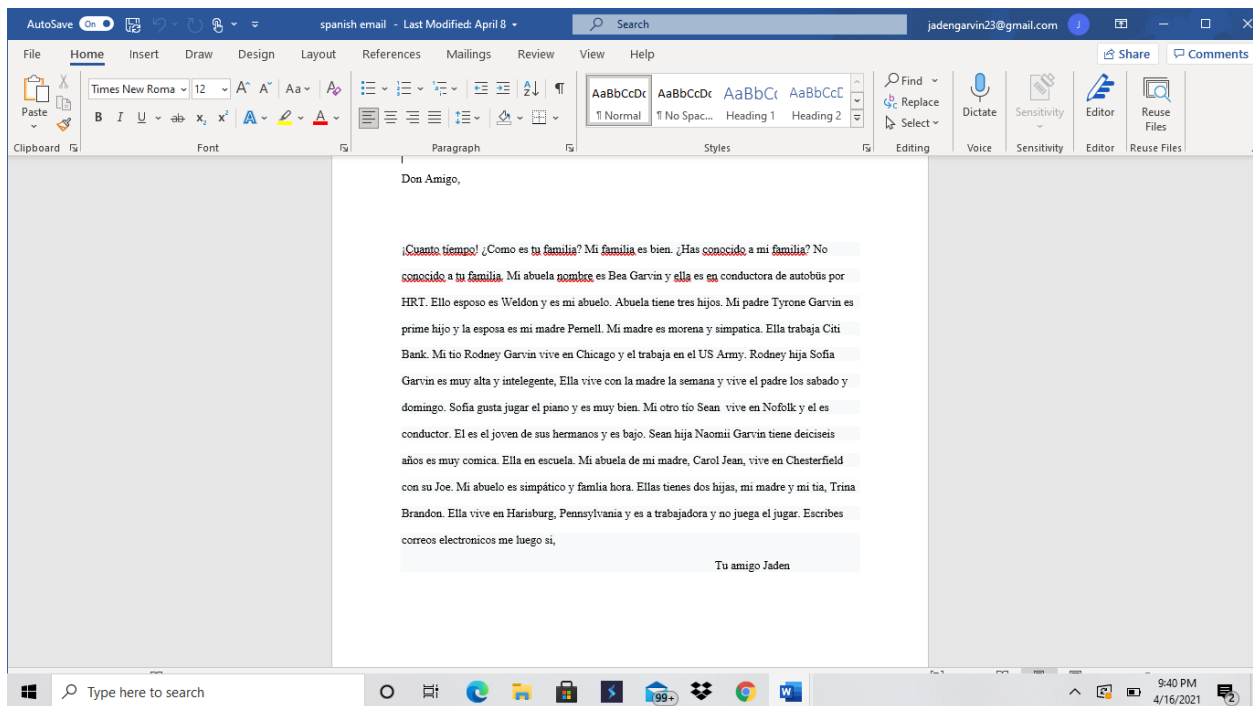 AutoSave On spanish email - Last Modified: April 8 Search jadengarvin23@gmail.com J
File Home Insert Draw Design Layout References Mailings Review View Help Share Comments
Paste Times New Roma 12 A^ Aˇ Aa A AaBbCcDc AaBbCcDc AaBbCc AaBbCcC Find Replace Select Dictate Sensitivity Editor Reuse Files
B I U ab x₂ x² A A ¶ Normal ¶ No Spac... Heading 1 Heading 2
Clipboard Font Paragraph Styles Editing Voice Sensitivity Editor Reuse Files
Don Amigo,
¡Cuanto tiempo! ¿Como es tu familia? Mi familia es bien. ¿Has conocido a mi familia? No
conocido a tu familia. Mi abuela nombre es Bea Garvin y ella es en conductora de autobüs por
HRT. Ello esposo es Weldon y es mi abuelo. Abuela tiene tres hijos. Mi padre Tyrone Garvin es
prime hijo y la esposa es mi madre Pernell. Mi madre es morena y simpatica. Ella trabaja Citi
Bank. Mi tio Rodney Garvin vive en Chicago y el trabaja en el US Army. Rodney hija Sofía
Garvin es muy alta y intelegente, Ella vive con la madre la semana y vive el padre los sabado y
domingo. Sofia gusta jugar el piano y es muy bien. Mi otro tío Sean vive en Nofolk y el es
conductor. El es el joven de sus hermanos y es bajo. Sean hija Naomii Garvin tiene deiciseis
años es muy comica. Ella en escuela. Mi abuela de mi madre, Carol Jean, vive en Chesterfield
con su Joe. Mi abuelo es simpático y famlia hora. Ellas tienes dos hijas, mi madre y mi tia, Trina
Brandon. Ella vive en Harisburg, Pennsylvania y es a trabajadora y no juega el jugar. Escribes
correos electronicos me luego si,
Tu amigo Jaden
Type here to search 99+ 9:40 PM
4/16/2021 2